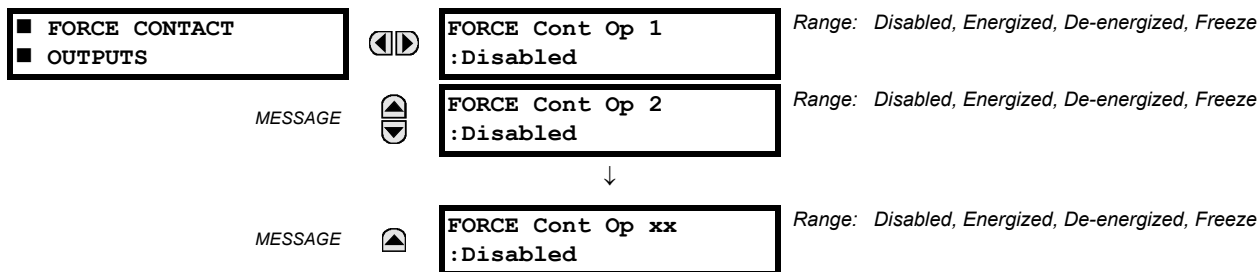 ■ FORCE CONTACT
■ OUTPUTS
FORCE Cont Op 1
:Disabled
Range: Disabled, Energized, De-energized, Freeze
MESSAGE
FORCE Cont Op 2
:Disabled
Range: Disabled, Energized, De-energized, Freeze
↓
MESSAGE
FORCE Cont Op xx
:Disabled
Range: Disabled, Energized, De-energized, Freeze